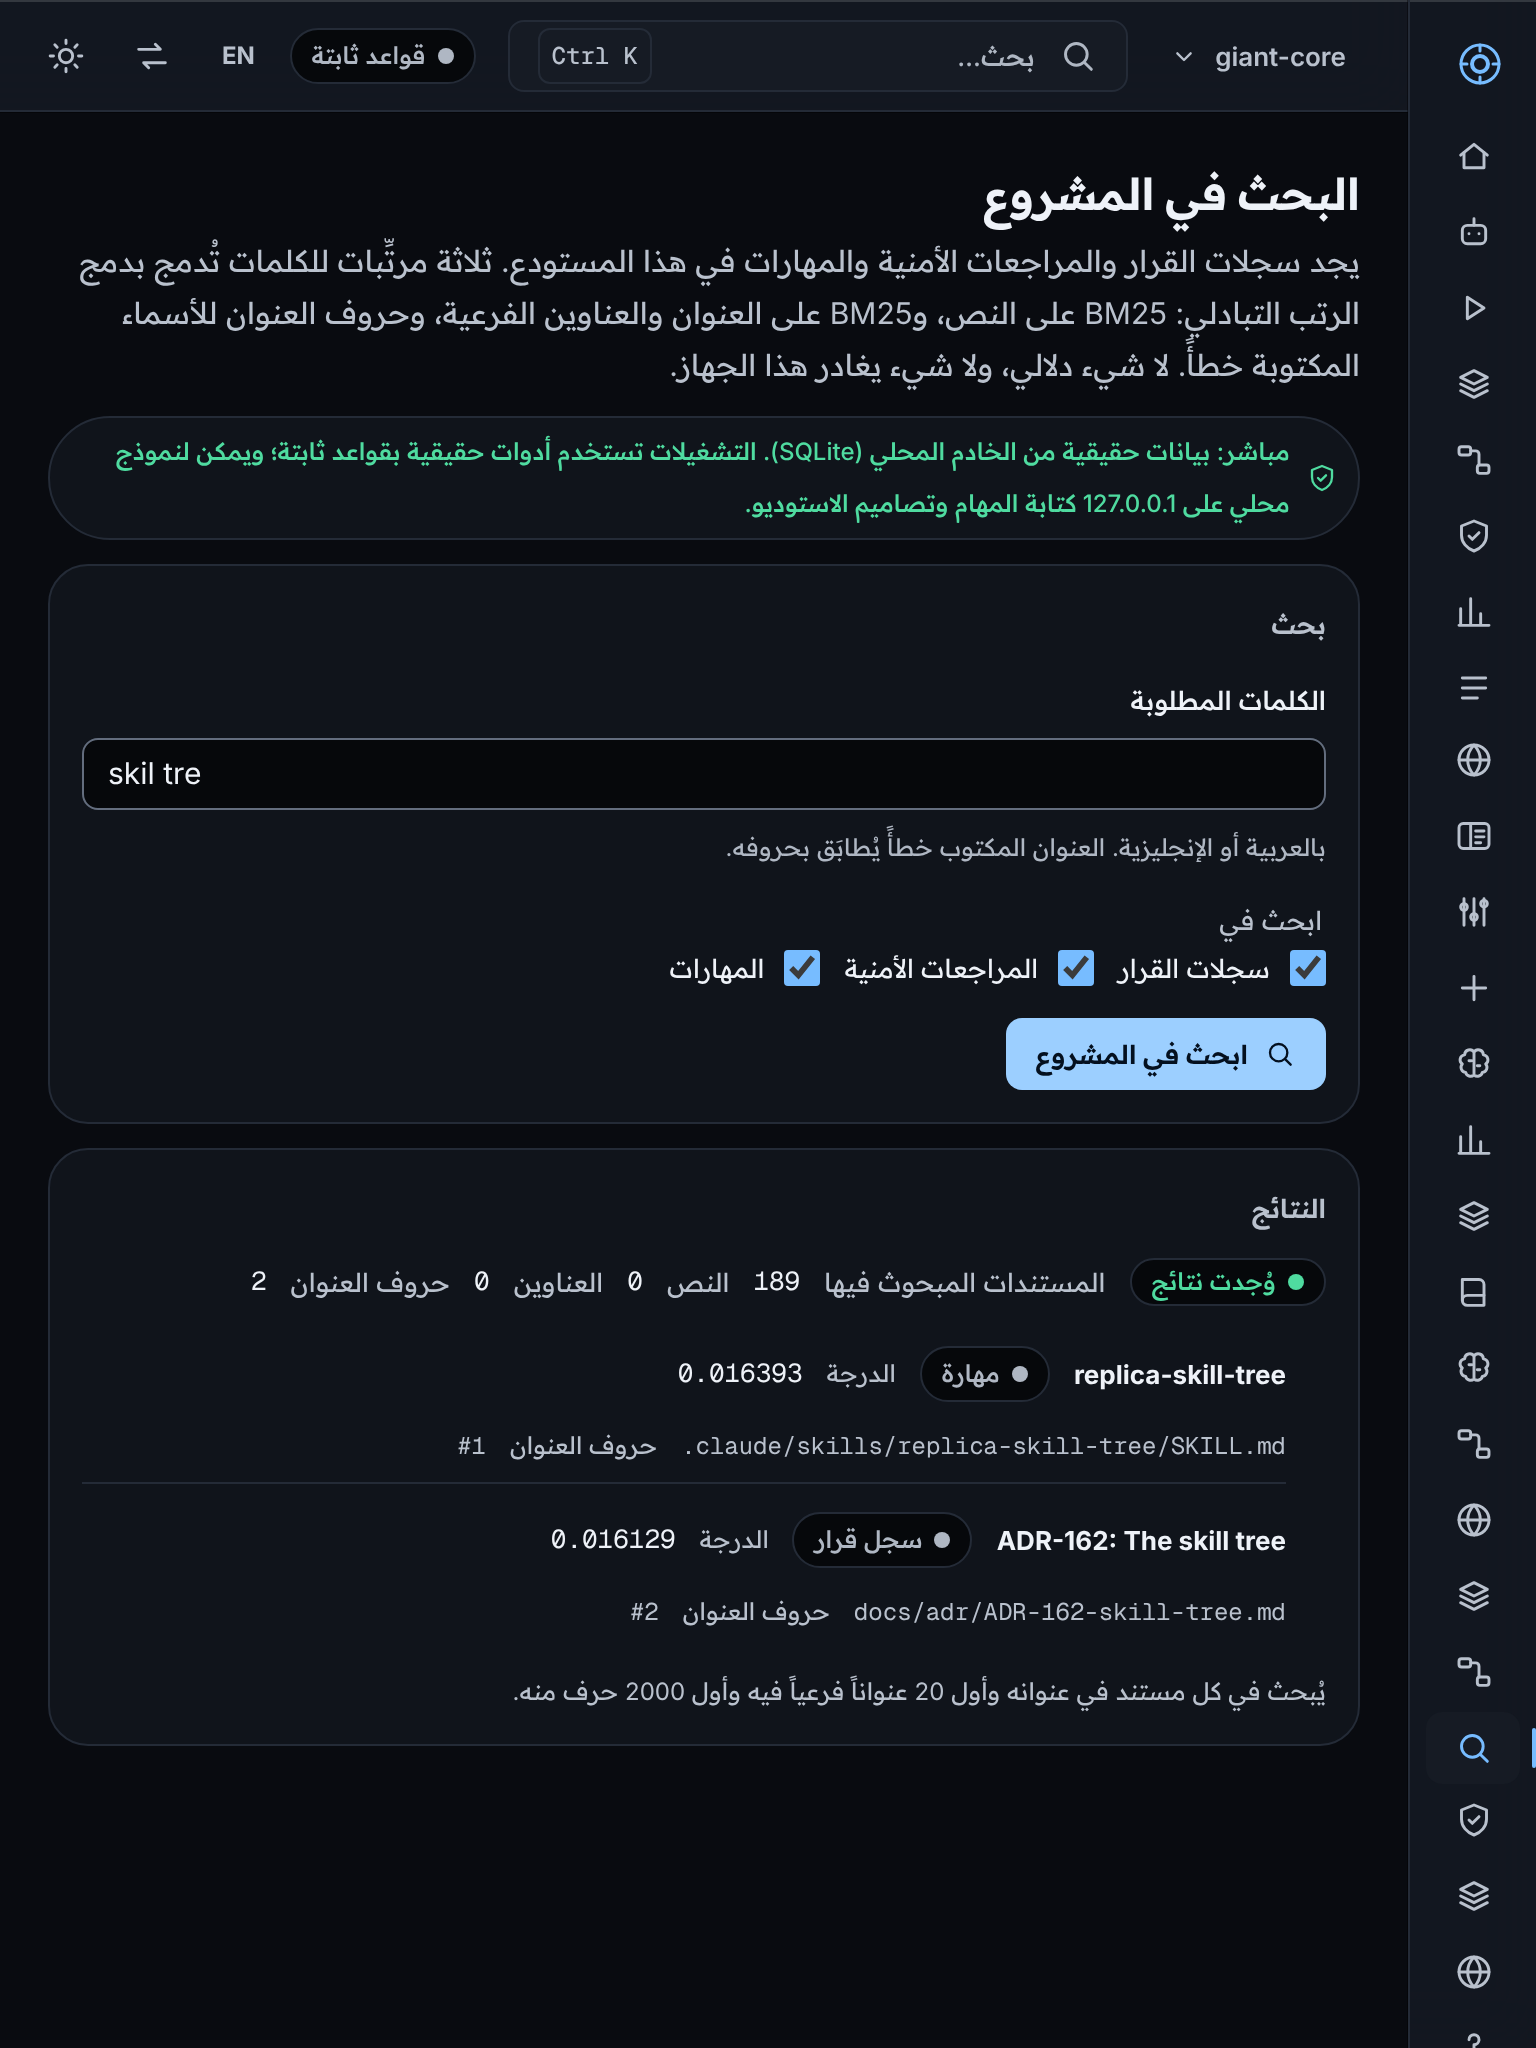 giant-core
بحث...
Ctrl K
قواعد ثابتة
EN
البحث في المشروع
يجد سجلات القرار والمراجعات الأمنية والمهارات في هذا المستودع. ثلاثة مرتِّبات للكلمات تُدمج بدمج
الرتب التبادلي: BM25 على النص، وBM25 على العنوان والعناوين الفرعية، وحروف العنوان للأسماء
المكتوبة خطأً. لا شيء دلالي، ولا شيء يغادر هذا الجهاز.
مباشر: بيانات حقيقية من الخادم المحلي (SQLite). التشغيلات تستخدم أدوات حقيقية بقواعد ثابتة؛ ويمكن لنموذج
محلي على 127.0.0.1 كتابة المهام وتصاميم الاستوديو.
بحث
الكلمات المطلوبة
skil tre
بالعربية أو الإنجليزية. العنوان المكتوب خطأً يُطابَق بحروفه.
ابحث في
سجلات القرار
المراجعات الأمنية
المهارات
ابحث في المشروع
النتائج
وُجدت نتائج المستندات المبحوث فيها 189 النص 0 العناوين 0 حروف العنوان 2
replica-skill-tree مهارة الدرجة 0.016393
.claude/skills/replica-skill-tree/SKILL.md حروف العنوان #1
ADR-162: The skill tree سجل قرار الدرجة 0.016129
docs/adr/ADR-162-skill-tree.md حروف العنوان #2
يُبحث في كل مستند في عنوانه وأول 20 عنواناً فرعياً فيه وأول 2000 حرف منه.